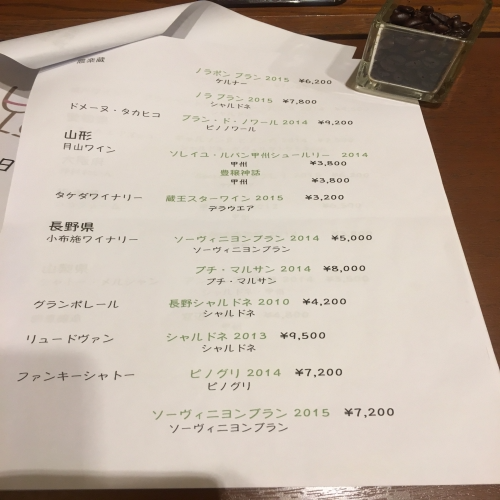 農楽蔵
ノラポン ブラン 2015 ¥6,200
ケルナー
ノラ ブラン 2015 ¥7,800
シャルドネ
ドメーヌ・タカヒコ ブラン・ド・ノワール 2014 ¥9,200
ピノノワール
山形
月山ワイン
ソレイユ・ルバン甲州シュールリー 2014
甲州 ¥3,800
豊穣神話
甲州 ¥3,800
タケダワイナリー 蔵王スターワイン 2015 ¥3,200
デラウエア
長野県
小布施ワイナリー ソーヴィニヨンブラン 2014 ¥5,000
ソーヴィニヨンブラン
プチ・マルサン 2014 ¥8,000
プチ・マルサン
グランポレール 長野シャルドネ 2010 ¥4,200
シャルドネ
リュードヴァン シャルドネ 2013 ¥9,500
シャルドネ
ファンキーシャトー ピノグリ 2014 ¥7,200
ピノグリ
ソーヴィニヨンブラン 2015 ¥7,200
ソーヴィニヨンブラン